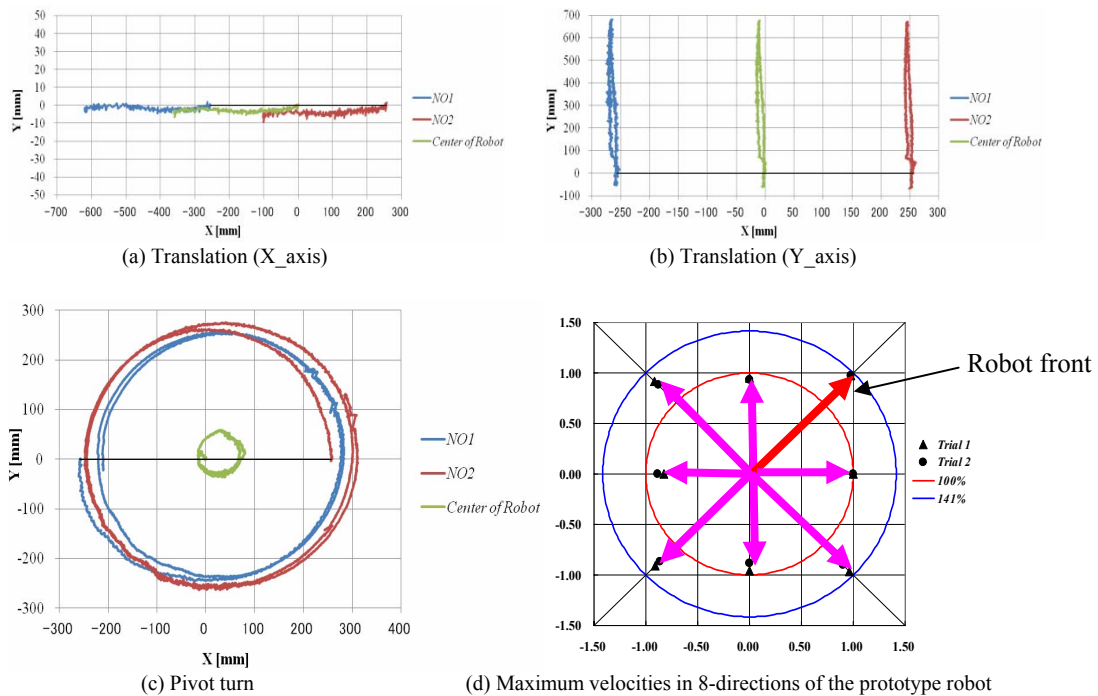 50
40
30
20
10
0
-10
-20
-30
-40
50
Y [mm]
-700 -600 -500 -400 -300 -200 -100 0 100 200 300
X [mm]
NO1
NO2
Center of Robot
(a) Translation (X_axis)
700
600
500
400
300
200
100
0
-100
Y [mm]
-300 -250 -200 -150 -100 -50 0 50 100 150 200 250 300
X [mm]
NO1
NO2
Center of Robot
(b) Translation (Y_axis)
300
200
100
0
-100
-200
-300
Y [mm]
-300 -200 -100 0 100 200 300 400
X [mm]
NO1
NO2
Center of Robot
(c) Pivot turn
1.50
1.00
0.50
0.00
-0.50
-1.00
-1.50
-1.50 -1.00 -0.50 0.00 0.50 1.00 1.50
Robot front
Trial 1
Trial 2
100%
141%
(d) Maximum velocities in 8-directions of the prototype robot